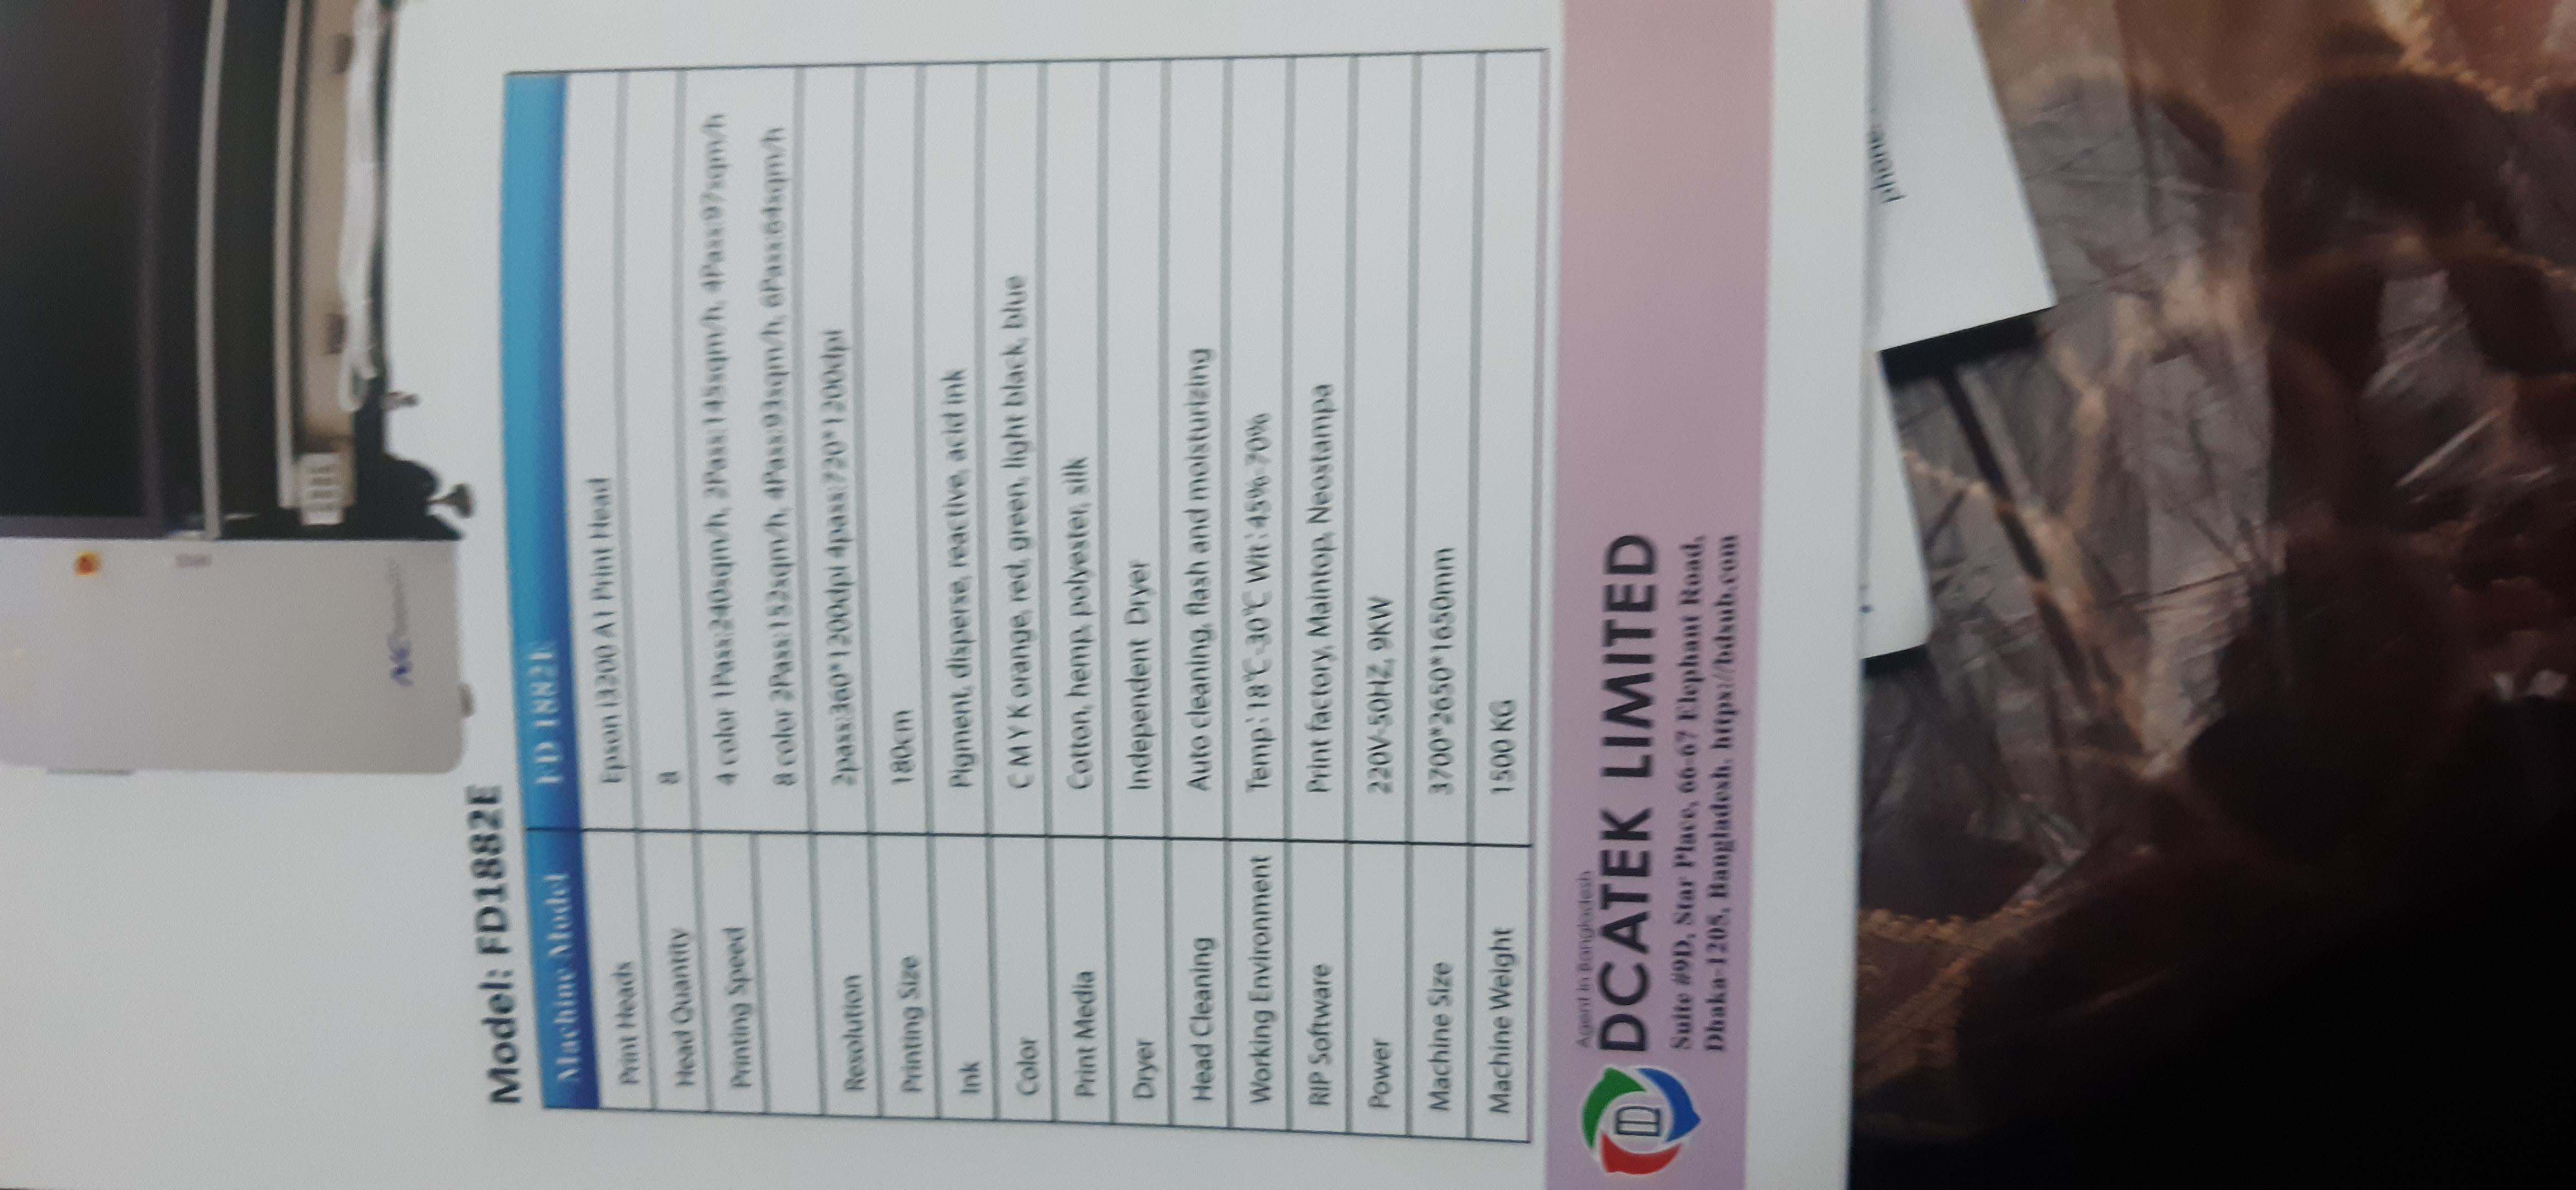 Model: FD1882E
Machine Model FD 1882E
Print Heads Epson i3200 A1 Print Head
Head Quantity 8
Printing Speed 4 color 1Pass:240sqm/h, 2Pass:145sqm/h, 4Pass:97sqm/h
8 color 2Pass:152sqm/h, 4Pass:93sqm/h, 6Pass:64sqm/h
Resolution 2pass:360*1200dpi 4pass:720*1200dpi
Printing Size 180cm
Ink Pigment, disperse, reactive, acid ink
Color C M Y K orange, red, green, light black, blue
Print Media Cotton, hemp, polyester, silk
Dryer Independent Dryer
Head Cleaning Auto cleaning, flash and moisturizing
Working Environment Temp: 18℃-30℃ Wit: 45%-70%
RIP Software Print factory, Maintop, Neostampa
Power 220V-50HZ, 9KW
Machine Size 3700*2650*1650mm
Machine Weight 1500 KG
Agent in Bangladesh
DCATEK LIMITED
Suite #9D, Star Place, 66-67 Elephant Road,
Dhaka-1205, Bangladesh. https://bdsub.com
phone